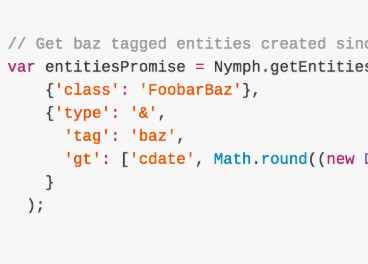 // Get baz tagged entities created sinc
var entitiesPromise = Nymph.getEntities
    {'class': 'FoobarBaz'},
    {'type': '&',
      'tag': 'baz',
      'gt': ['cdate', Math.round((new D
    }
  );